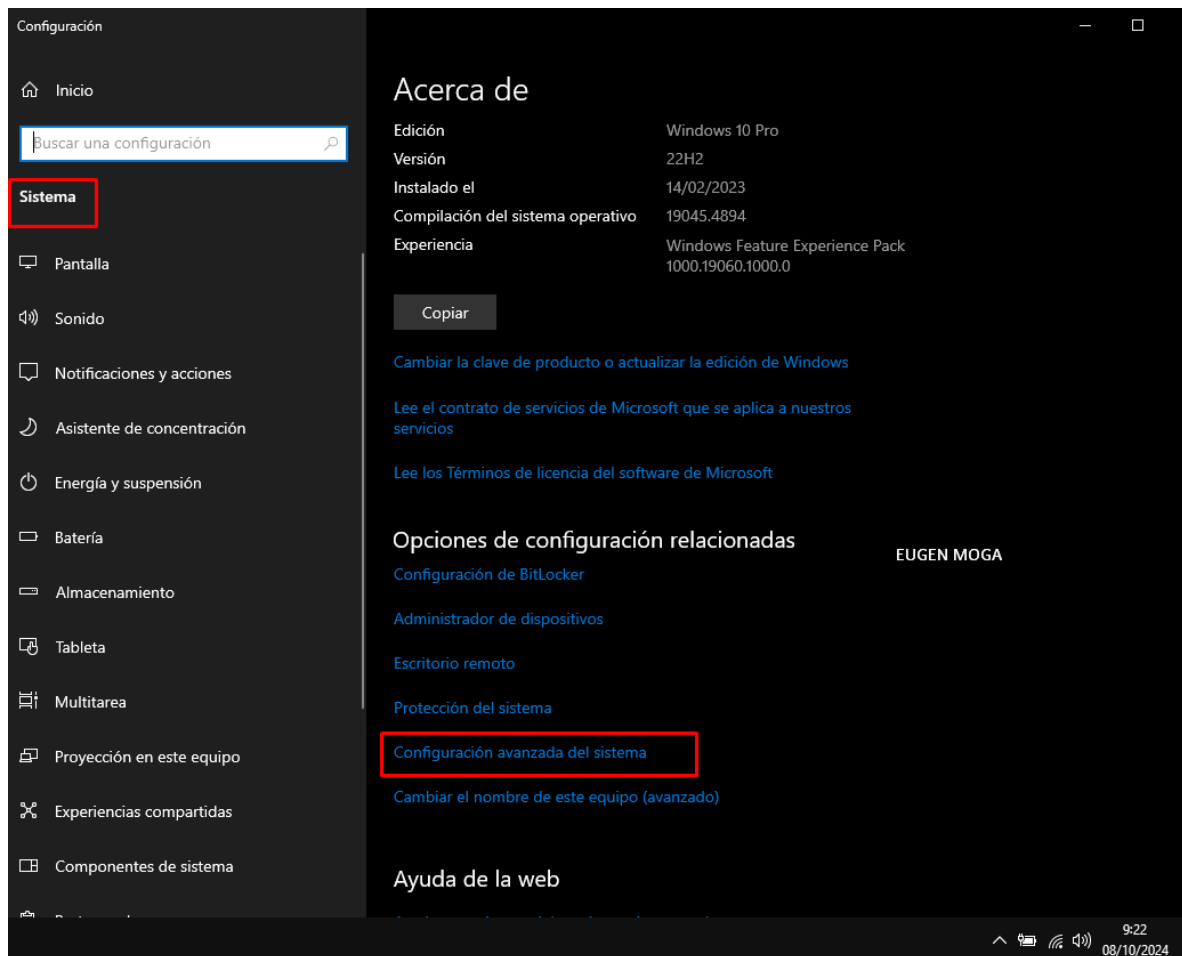 Configuración
Inicio
Buscar una configuración
Sistema
Pantalla
Sonido
Notificaciones y acciones
Asistente de concentración
Energía y suspensión
Batería
Almacenamiento
Tableta
Multitarea
Proyección en este equipo
Experiencias compartidas
Componentes de sistema
Acerca de
Edición Windows 10 Pro
Versión 22H2
Instalado el 14/02/2023
Compilación del sistema operativo 19045.4894
Experiencia Windows Feature Experience Pack
1000.19060.1000.0
Copiar
Cambiar la clave de producto o actualizar la edición de Windows
Lee el contrato de servicios de Microsoft que se aplica a nuestros
servicios
Lee los Términos de licencia del software de Microsoft
Opciones de configuración relacionadas
EUGEN MOGA
Configuración de BitLocker
Administrador de dispositivos
Escritorio remoto
Protección del sistema
Configuración avanzada del sistema
Cambiar el nombre de este equipo (avanzado)
Ayuda de la web
9:22
08/10/2024